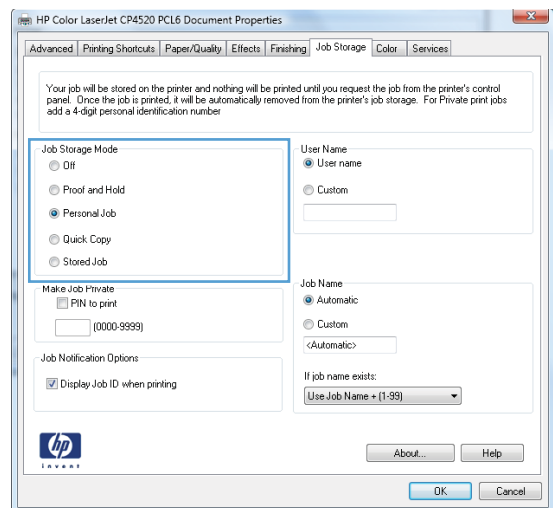 HP Color LaserJet CP4520 PCL6 Document Properties
Advanced Printing Shortcuts Paper/Quality Effects Finishing Job Storage Color Services
Your job will be stored on the printer and nothing will be printed until you request the job from the printer's control
panel. Once the job is printed, it will be automatically removed from the printer's job storage. For Private print jobs
add a 4-digit personal identification number
Job Storage Mode
Off
Proof and Hold
Personal Job
Quick Copy
Stored Job
User Name
User name
Custom
Make Job Private
PIN to print
(0000-9999)
Job Name
Automatic
Custom
<Automatic>
If job name exists:
Use Job Name + (1-99)
Job Notification Options
Display Job ID when printing
hp
invent
About... Help
OK Cancel